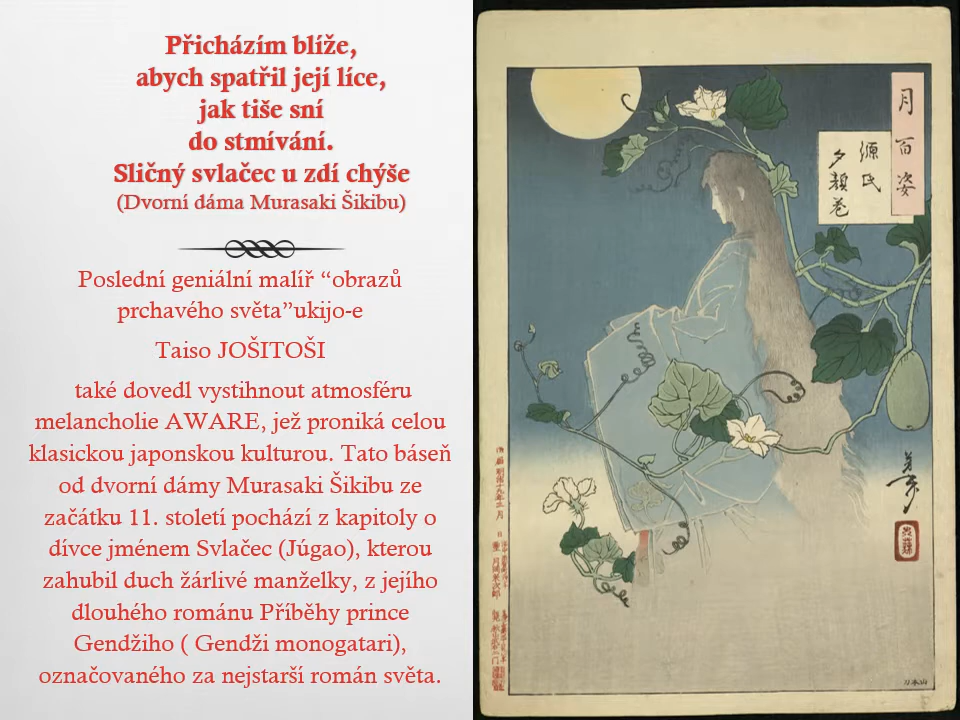 Přicházím blíže,
abych spatřil její líce,
jak tiše sní
do stmívání.
Sličný svlačec u zdí chýše
(Dvorní dáma Murasaki Šikibu)
Poslední geniální malíř “obrazů
prchavého světa”ukijo-e
Taiso JOŠITOŠI
také dovedl vystihnout atmosféru
melancholie AWARE, jež proniká celou
klasickou japonskou kulturou. Tato báseň
od dvorní dámy Murasaki Šikibu ze
začátku 11. století pochází z kapitoly o
dívce jménem Svlačec (Júgao), kterou
zahubil duch žárlivé manželky, z jejího
dlouhého románu Příběhy prince
Gendžiho ( Gendži monogatari),
označovaného za nejstarší román světa.
月百姿
源氏
夕顔巻